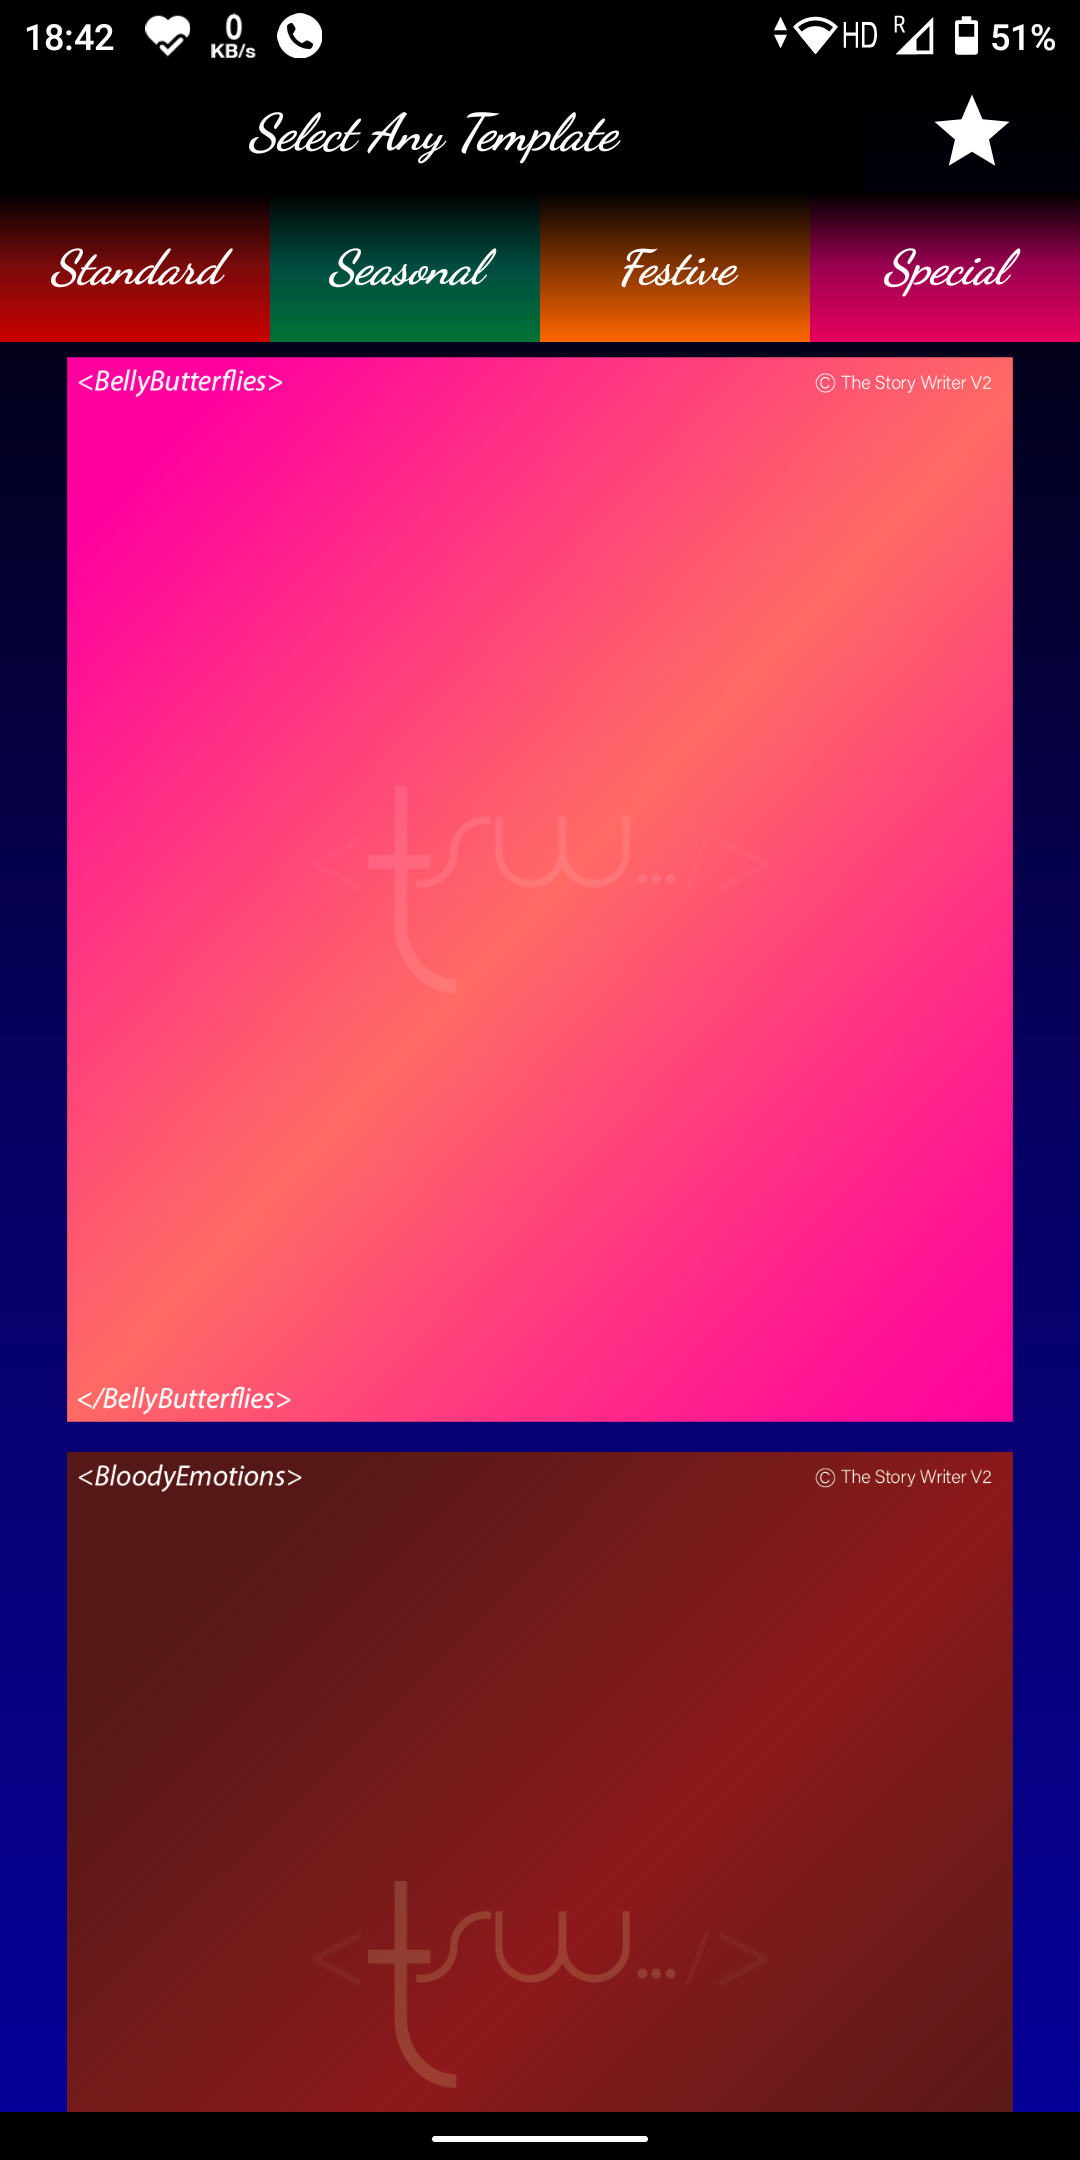 18:42 0 KB/s HD R 51%
Select Any Template
Standard Seasonal Festive Special
<BellyButterflies> © The Story Writer V2
<tsw.../>
</BellyButterflies>
<BloodyEmotions> © The Story Writer V2
<tsw.../>